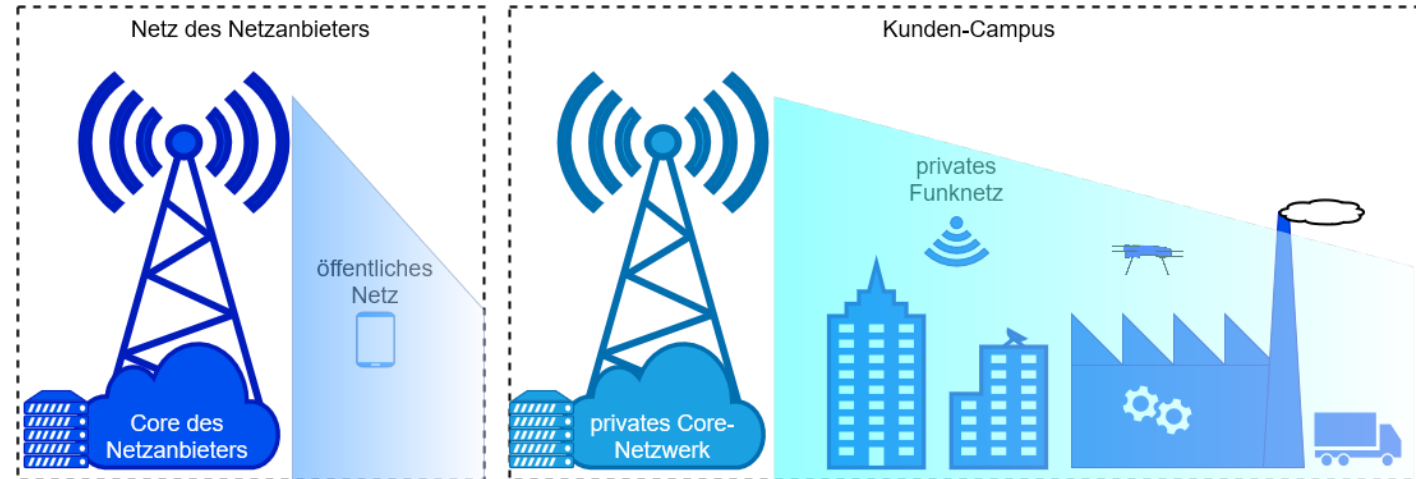 Netz des Netzanbieters
öffentliches
Netz
Core des
Netzanbieters
Kunden-Campus
privates
Funknetz
privates Core-
Netzwerk